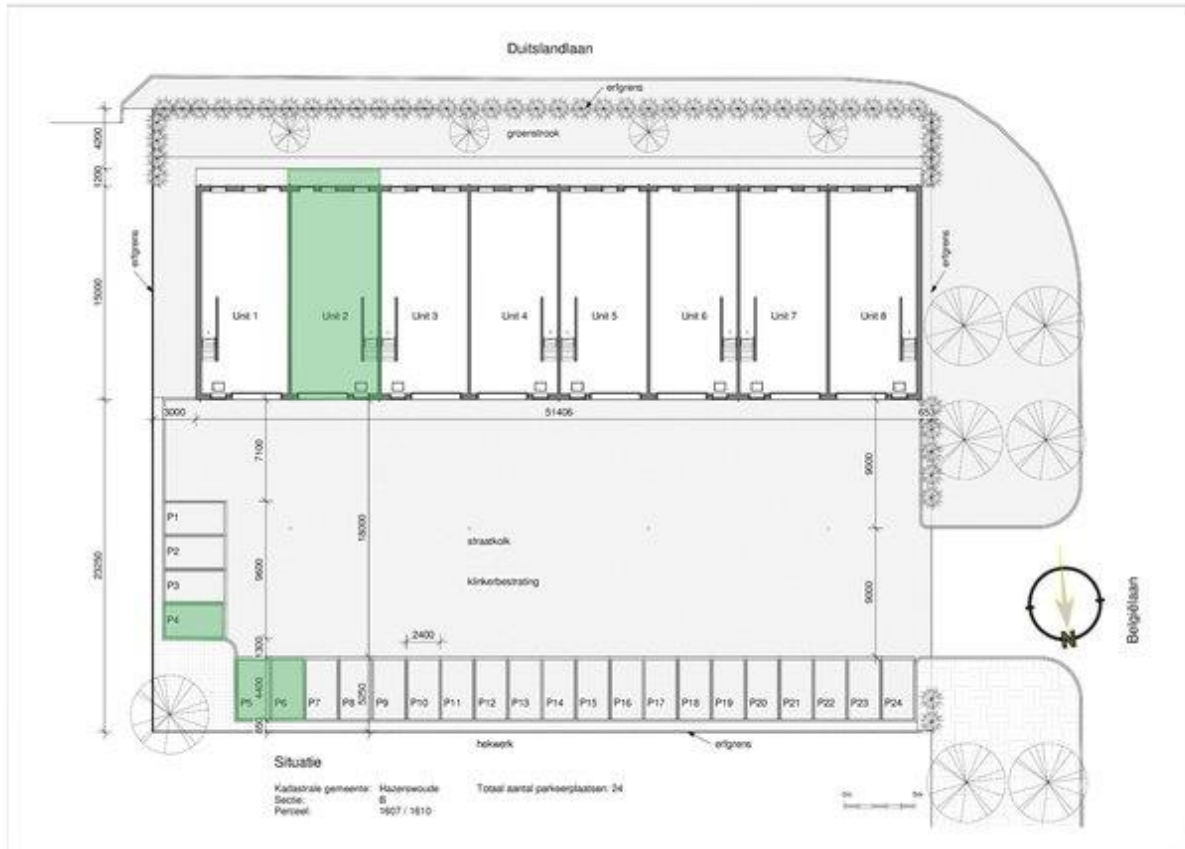 Duitslandlaan
erfgrens
groenstrook
4200
1200
15000
23250
erfgrens
erfgrens
Unit 1
Unit 2
Unit 3
Unit 4
Unit 5
Unit 6
Unit 7
Unit 8
3000
51406
653
7100
18000
9000
9600
9000
1300
4400
5250
650
2400
straatkolk
klinkerbestrating
P1
P2
P3
P4
P5
P6
P7
P8
P9
P10
P11
P12
P13
P14
P15
P16
P17
P18
P19
P20
P21
P22
P23
P24
N
Belgiëlaan
hekwerk
erfgrens
Situatie
Kadastrale gemeente: Hazerswoude
Sectie: B
Perceel: 1607 / 1610
Totaal aantal parkeerplaatsen: 24
0m
5m